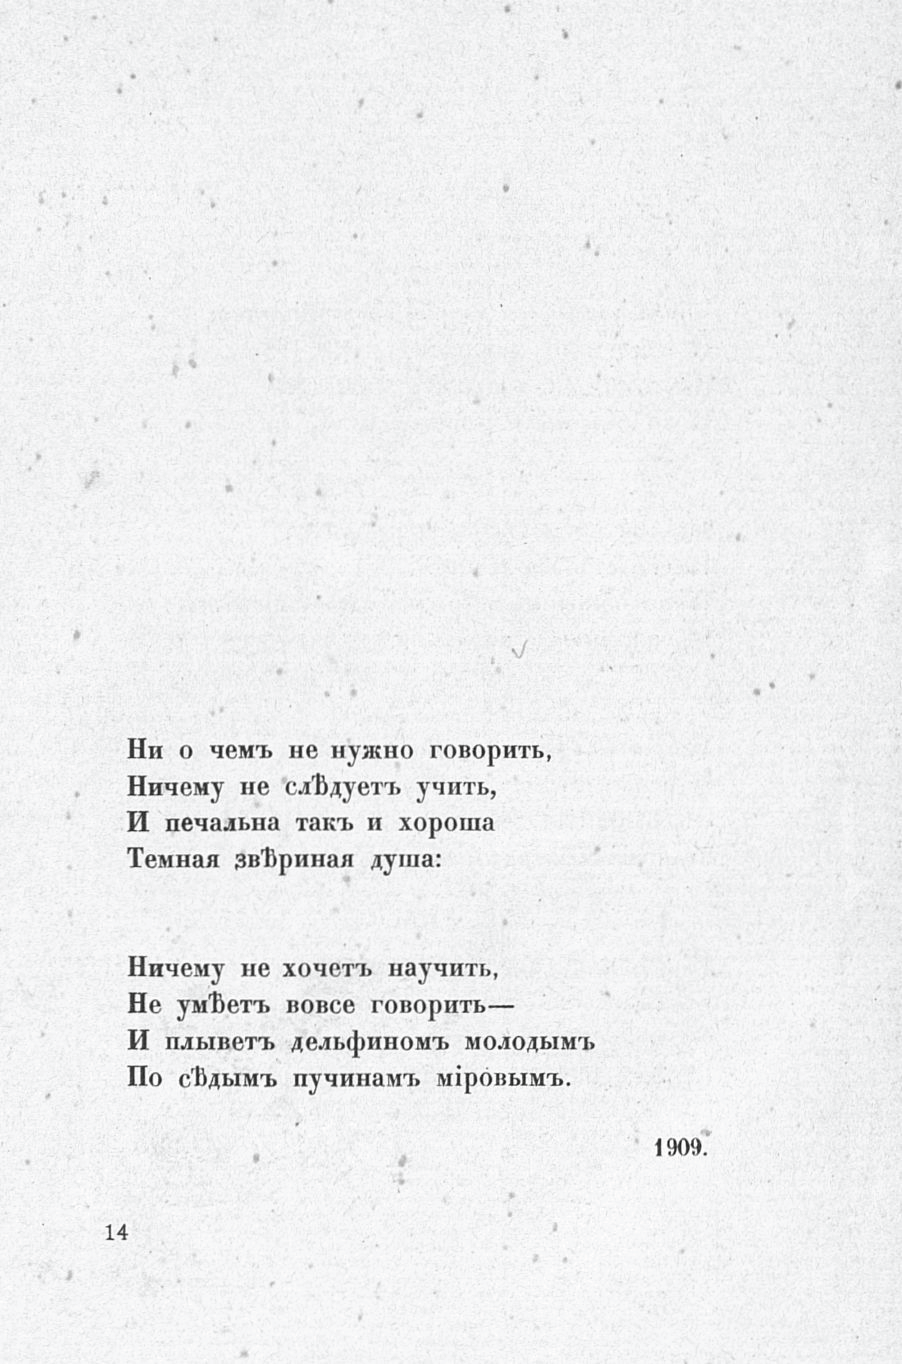 Ни о чемъ не нужно говорить,
Ничему не слѣдуетъ учить,
И печальна такъ и хороша
Темная звѣриная душа:
Ничему не хочетъ научить,
Не умѣетъ вовсе говорить—
И плыветъ дельфиномъ молодымъ
По сѣдымъ пучинамъ міровымъ.
1909.
14